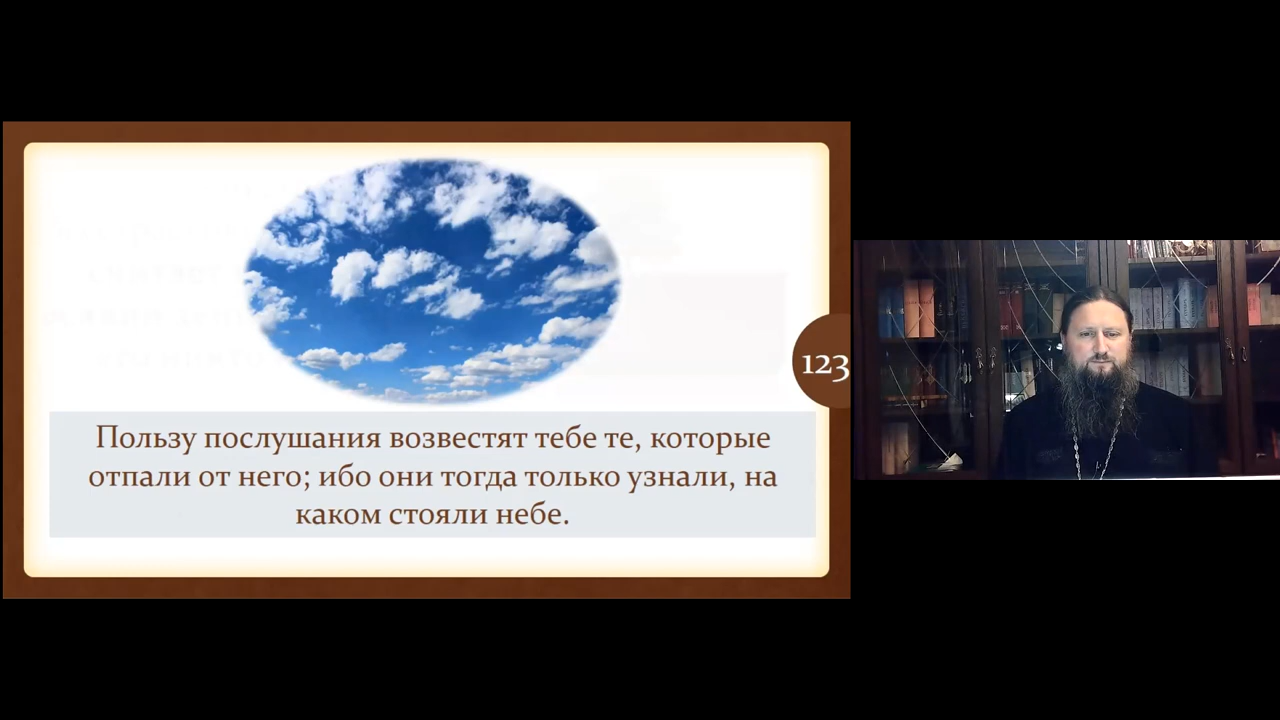 Пользу послушания возвестят тебе те, которые
отпали от него; ибо они тогда только узнали, на
каком стояли небе.
123